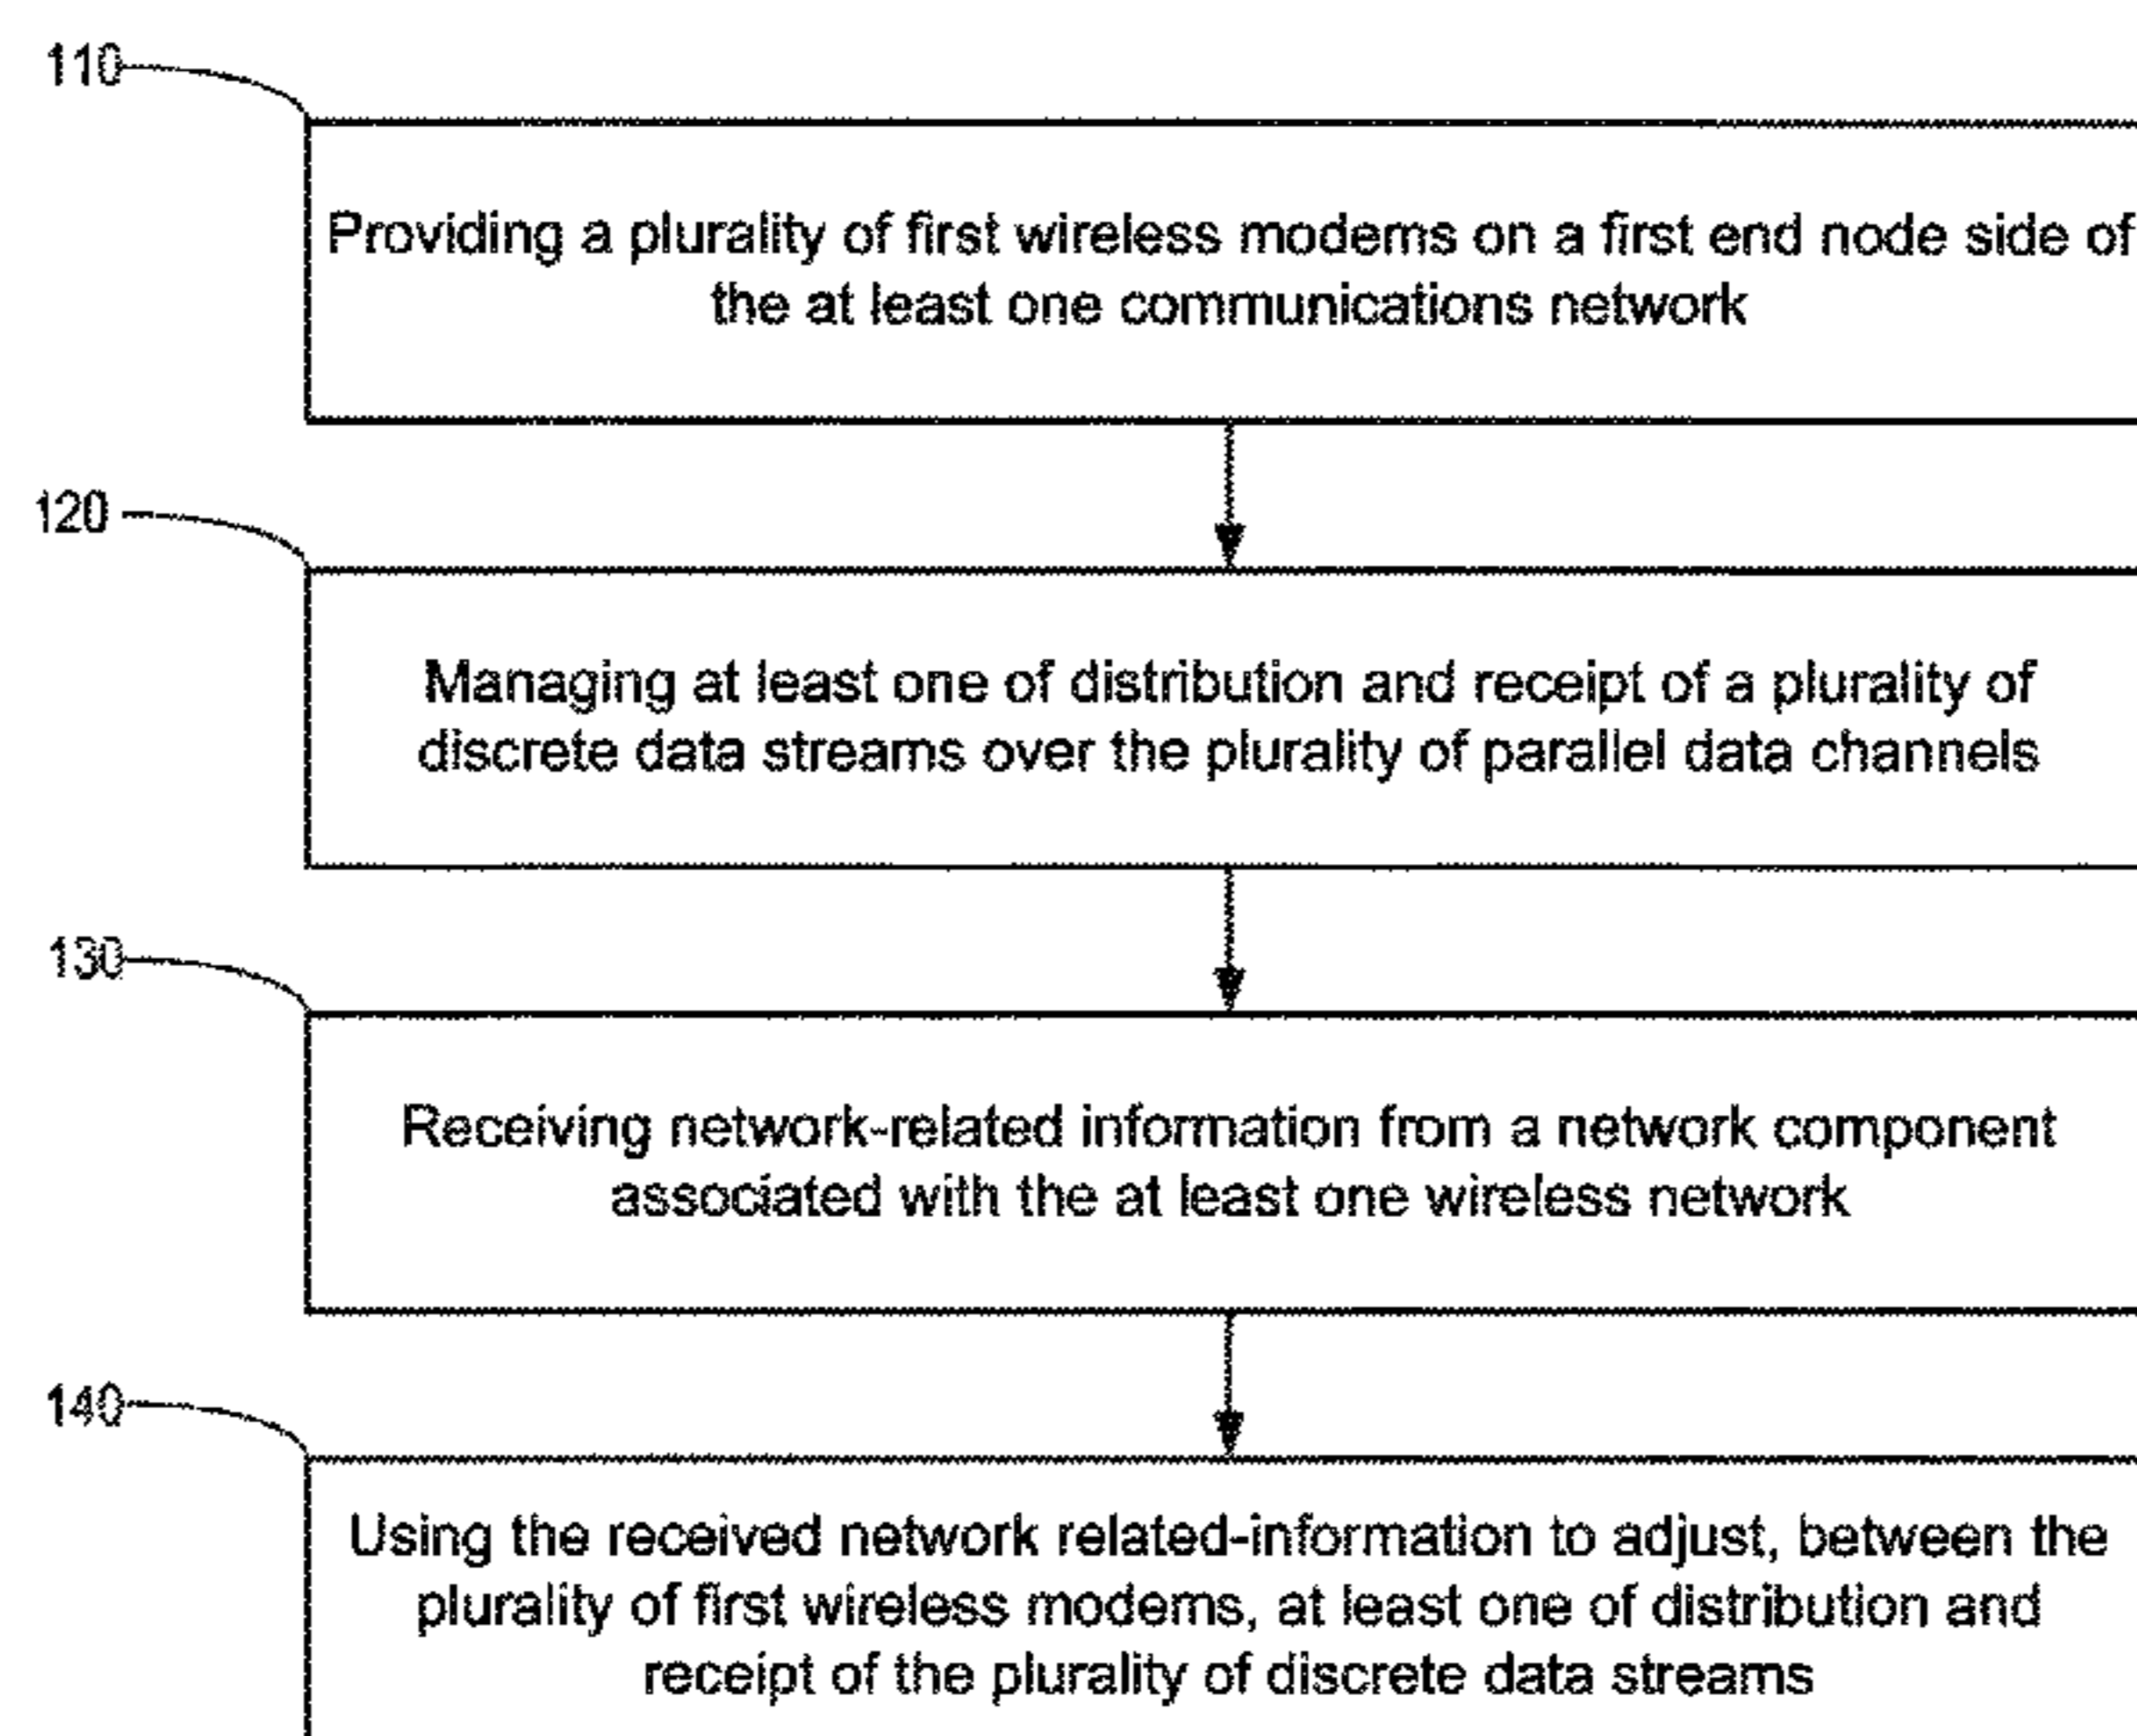 110
Providing a plurality of first wireless modems on a first end node side of
the at least one communications network
120
Managing at least one of distribution and receipt of a plurality of
discrete data streams over the plurality of parallel data channels
130
Receiving network-related information from a network component
associated with the at least one wireless network
140
Using the received network related-information to adjust, between the
plurality of first wireless modems, at least one of distribution and
receipt of the plurality of discrete data streams